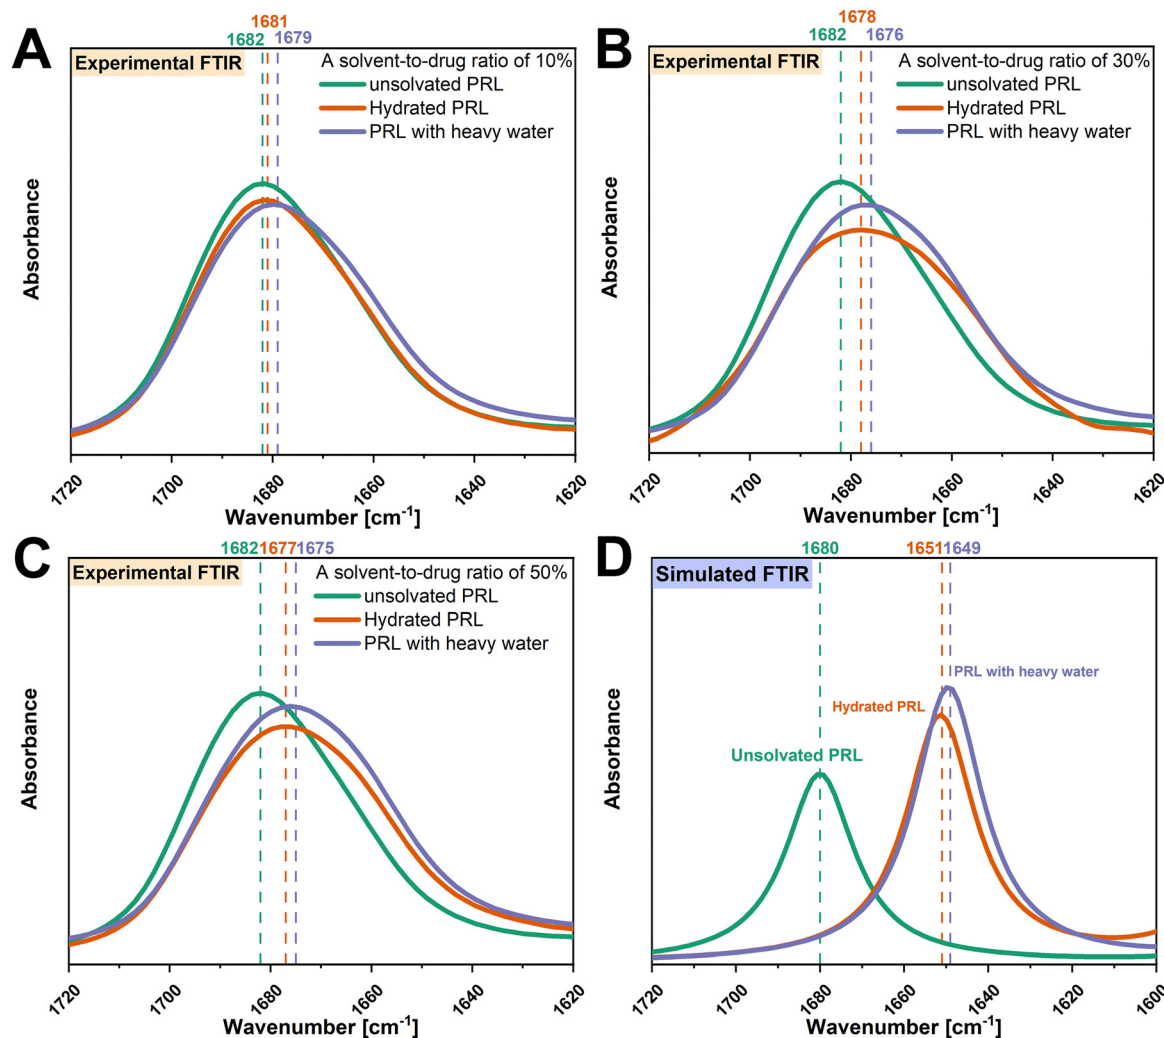 A
1681
1682 1679
Experimental FTIR
A solvent-to-drug ratio of 10%
unsolvated PRL
Hydrated PRL
PRL with heavy water
Absorbance
1720 1700 1680 1660 1640 1620
Wavenumber [cm⁻¹]
B
1678
1682 1676
Experimental FTIR
A solvent-to-drug ratio of 30%
unsolvated PRL
Hydrated PRL
PRL with heavy water
Absorbance
1720 1700 1680 1660 1640 1620
Wavenumber [cm⁻¹]
C
1682 1677 1675
Experimental FTIR
A solvent-to-drug ratio of 50%
unsolvated PRL
Hydrated PRL
PRL with heavy water
Absorbance
1720 1700 1680 1660 1640 1620
Wavenumber [cm⁻¹]
D
1680 1651 1649
Simulated FTIR
PRL with heavy water
Hydrated PRL
Unsolvated PRL
Absorbance
1720 1700 1680 1660 1640 1620 1600
Wavenumber [cm⁻¹]